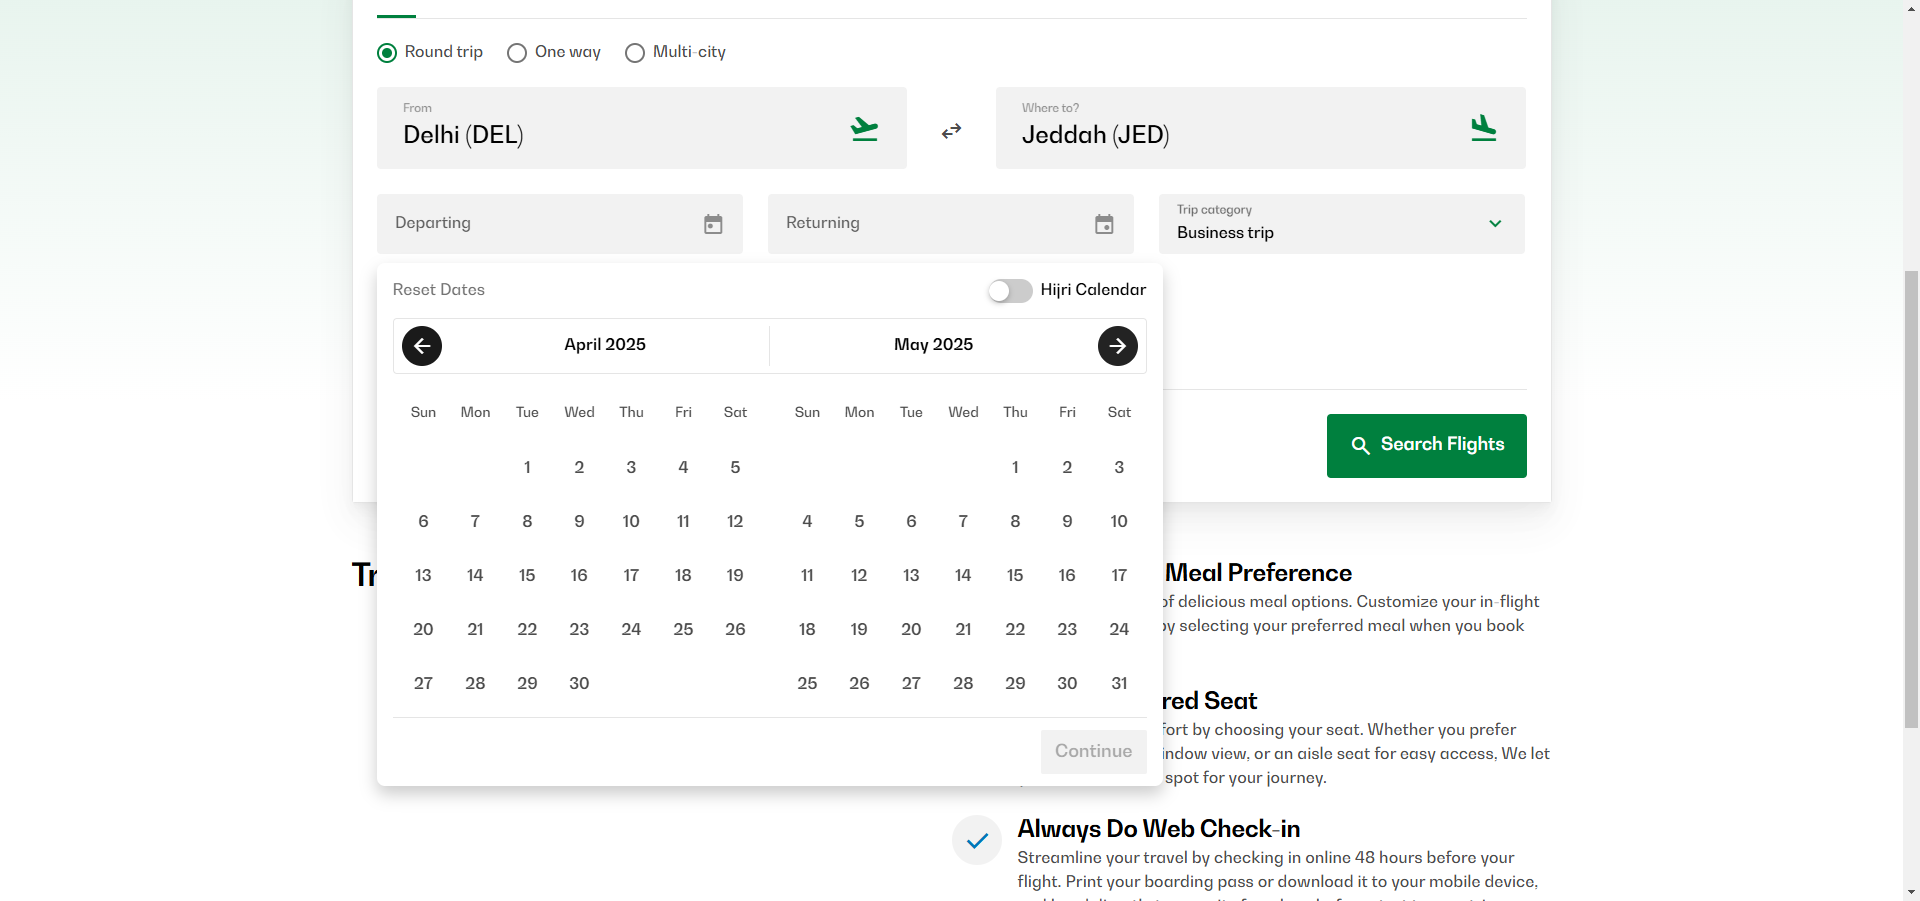 Round trip One way Multi-city
From
Delhi (DEL)
Where to?
Jeddah (JED)
Departing
Returning
Trip category
Business trip
Reset Dates
Hijri Calendar
April 2025
May 2025
Sun Mon Tue Wed Thu Fri Sat
1 2 3 4 5
6 7 8 9 10 11 12
13 14 15 16 17 18 19
20 21 22 23 24 25 26
27 28 29 30
Sun Mon Tue Wed Thu Fri Sat
1 2 3
4 5 6 7 8 9 10
11 12 13 14 15 16 17
18 19 20 21 22 23 24
25 26 27 28 29 30 31
Continue
Search Flights
Meal Preference
of delicious meal options. Customize your in-flight
by selecting your preferred meal when you book
red Seat
fort by choosing your seat. Whether you prefer
indow view, or an aisle seat for easy access, We let
spot for your journey.
Always Do Web Check-in
Streamline your travel by checking in online 48 hours before your
flight. Print your boarding pass or download it to your mobile device,